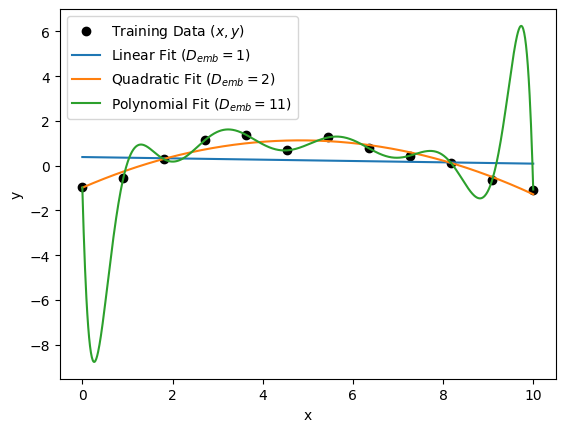 Training Data (x, y)
Linear Fit (D_emb = 1)
Quadratic Fit (D_emb = 2)
Polynomial Fit (D_emb = 11)
6
4
2
0
−2
−4
−6
−8
y
0 2 4 6 8 10
x